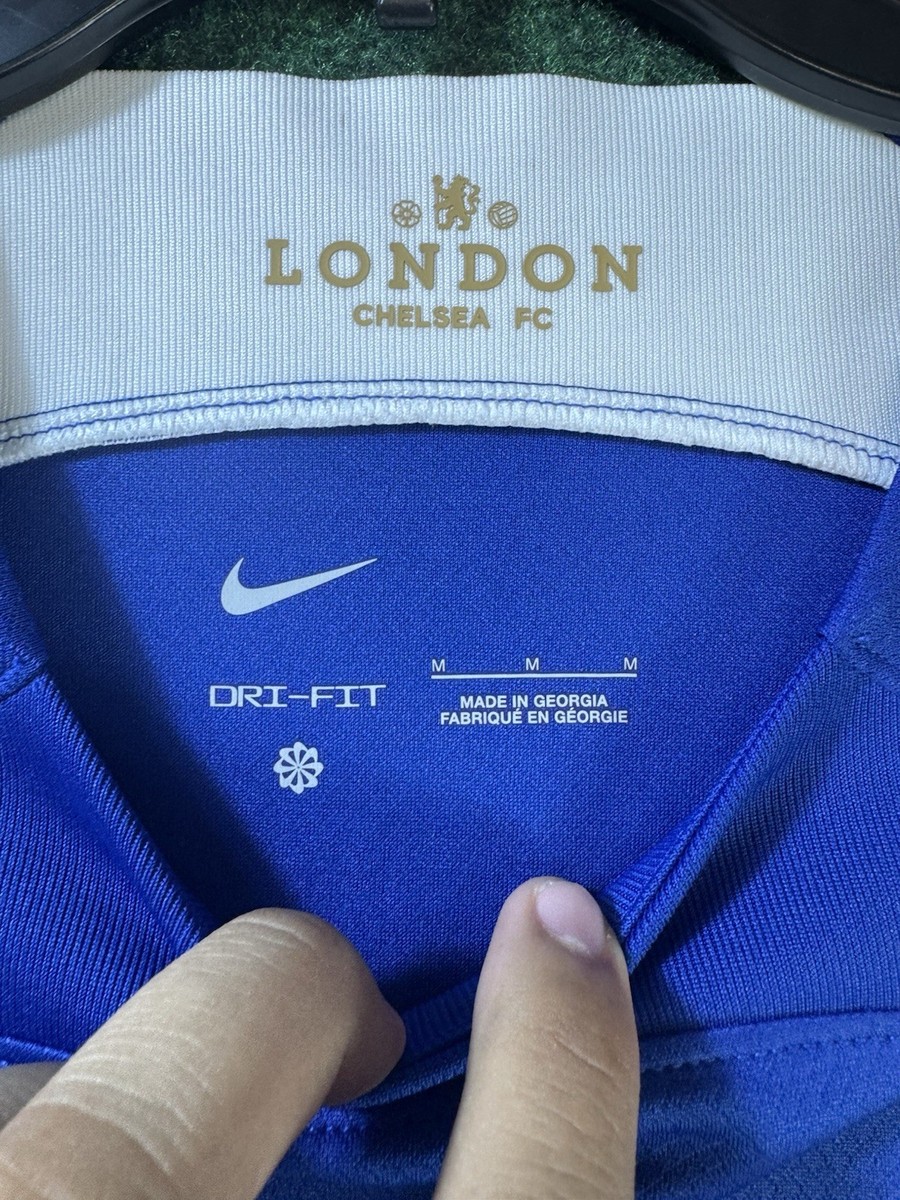 LONDON
CHELSEA FC
DRI-FIT
M M M
MADE IN GEORGIA
FABRIQUÉ EN GÉORGIE